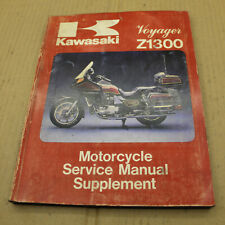 Kawasaki
Voyager
Z1300
Motorcycle
Service Manual
Supplement